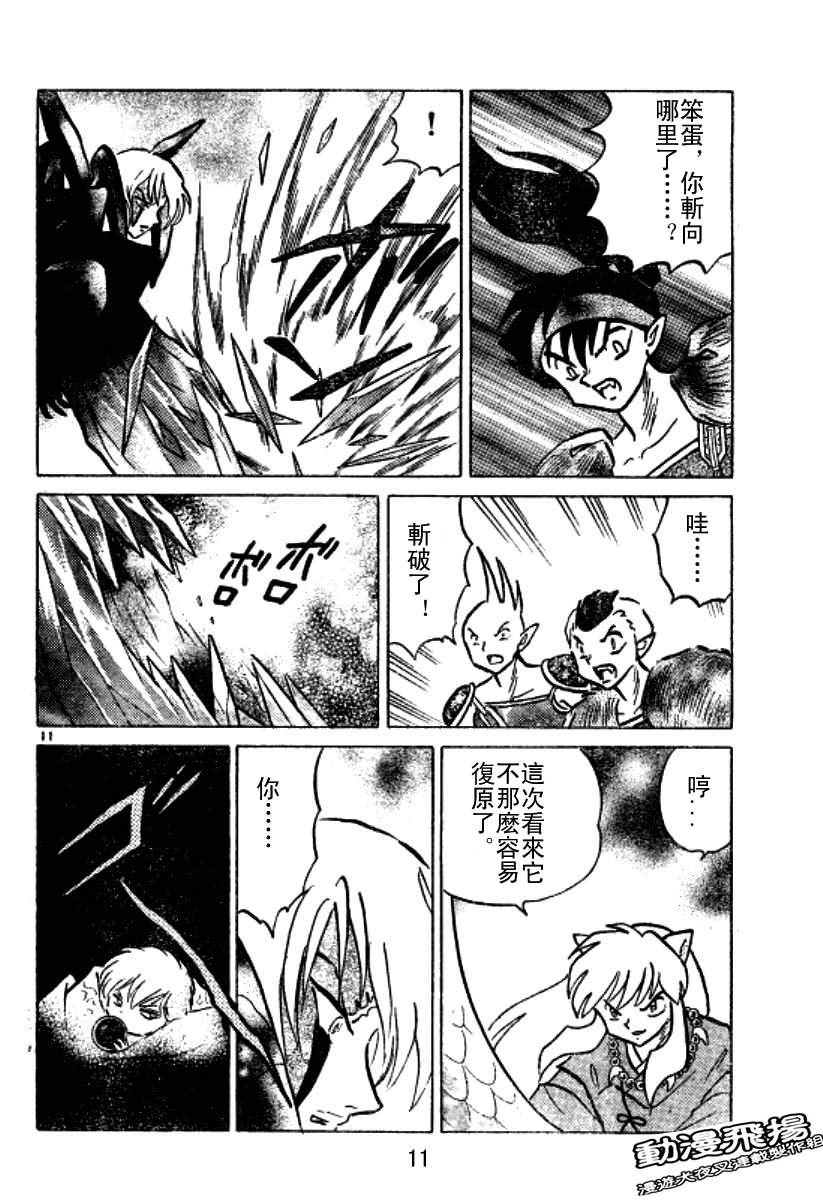 笨蛋，你斬向
哪里了……？
！
哇……
斬破了！
ボロ
ボロ
11
哼...
這次看來它
不那麼容易
復原了。
你……
11
動漫飛揚
漫遊犬夜叉連載製作組